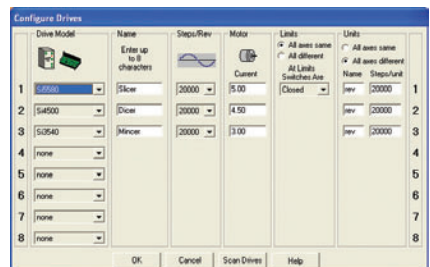 Configure Drives
Drive Model Name Steps/Rev Motor Limits Units
Enter up to 8 characters
Current
All axes same
All different
At Limits Switches Are
All axes same
All axes different
Name Steps/unit
1 Si5580 Slicer 20000 5.00 Closed rev 20000 1
2 Si4500 Dicer 20000 4.50 rev 20000 2
3 Si3540 Mincer 20000 3.00 rev 20000 3
4 none 4
5 none 5
6 none 6
7 none 7
8 none 8
OK Cancel Scan Drives Help